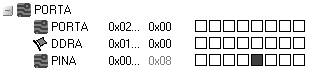 PORTA
PORTA 0x02... 0x00
DDRA 0x01... 0x00
PINA 0x00... 0x08